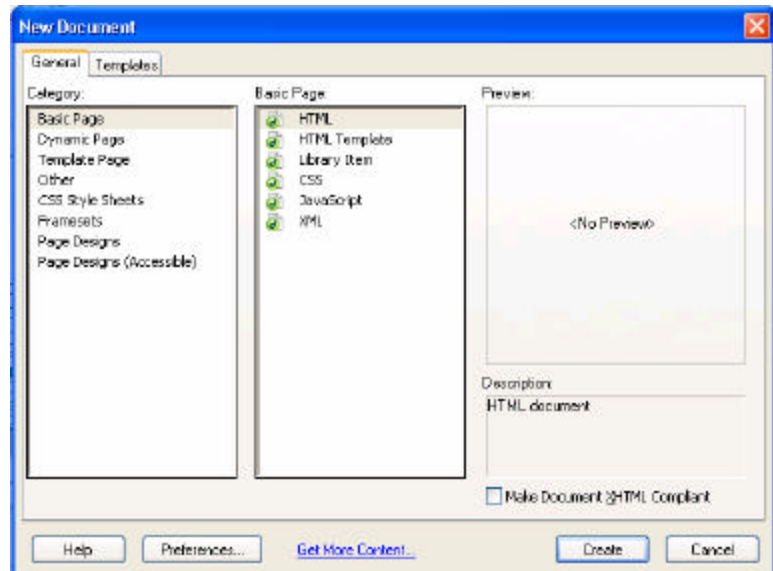 New Document
General
Templates
Category:
Basic Page
Dynamic Page
Template Page
Other
CSS Style Sheets
Framesets
Page Designs
Page Designs (Accessible)
Basic Page:
HTML
HTML Template
Library Item
CSS
JavaScript
XML
Preview:
<No Preview>
Description:
HTML document
Make Document XHTML Compliant
Help
Preferences...
Get More Content...
Create
Cancel